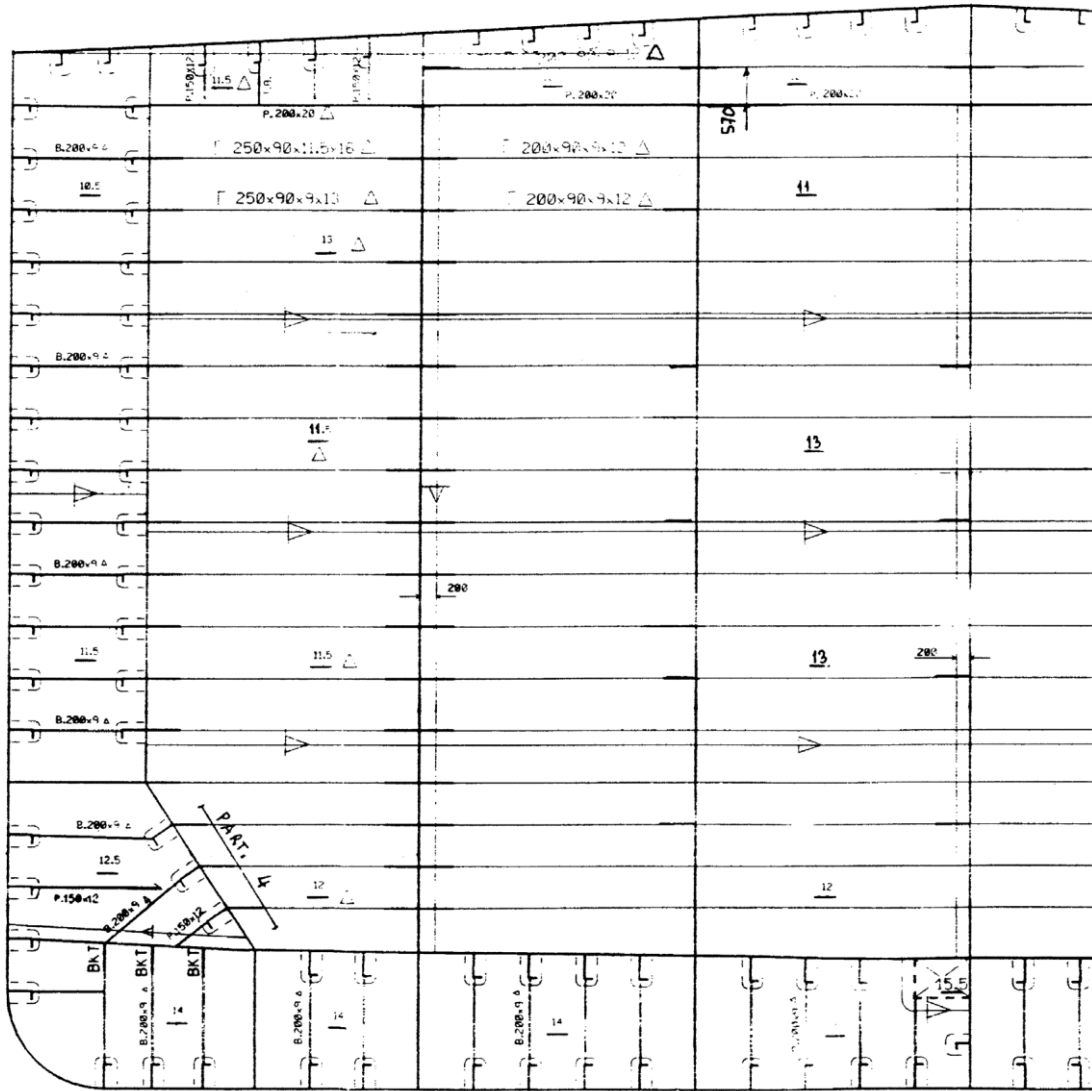 P.150x12
11.5 △
P.150x12
P.200x20
P.200x20 △
570
B.200x9 △
Γ 250x90x11.5x16 △
Γ 200x90x9x12 △
10.5
Γ 250x90x9x13 △
Γ 200x90x9x12 △
11
13 △
B.200x9 △
11.5
△
13
B.200x9 △
200
11.5
11.5 △
13
200
B.200x9 △
B.200x9 △
PART. 4
12.5
P.150x12
B.200x9 △
P.150x12
12 △
12
BKT
BKT
BKT
15.5
B.200x9 △
14
B.200x9 △
14
B.200x9 △
14
B.200x9 △